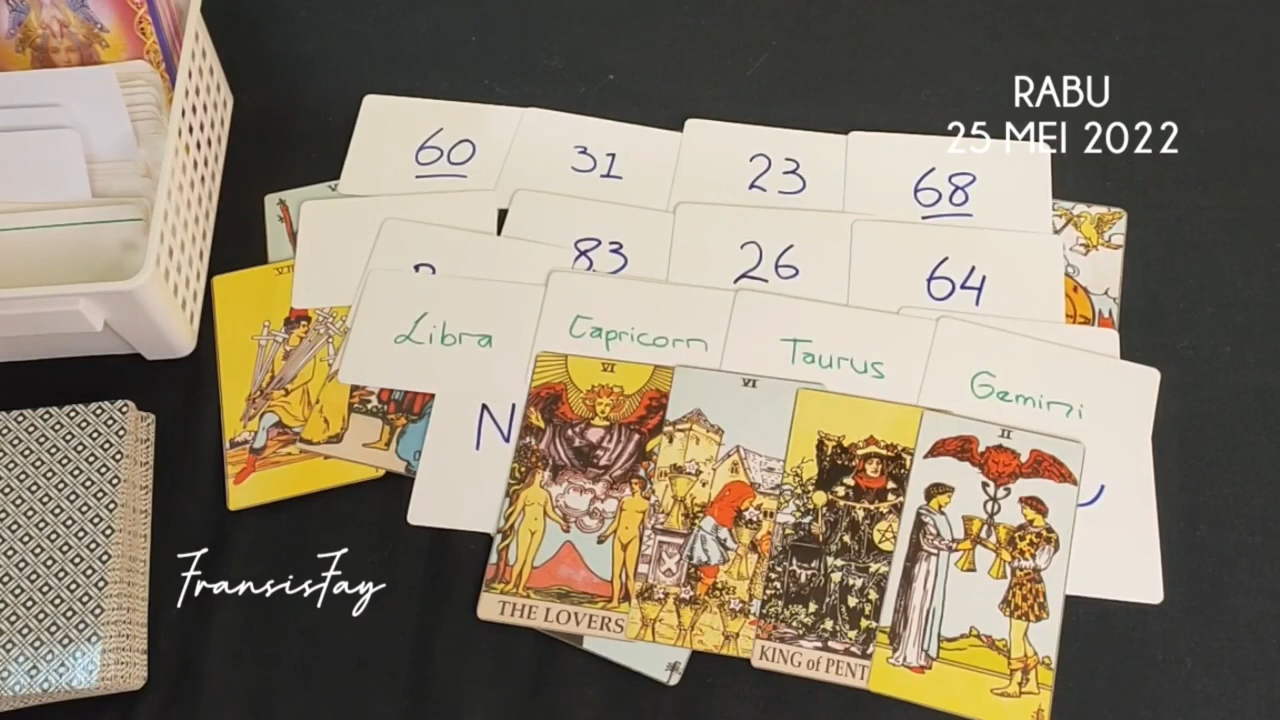 RABU
25 MEI 2022
60
31
23
68
83
26
64
Libra
Capricorn
Taurus
Gemini
N
VI
VI
II
THE LOVERS
KING of PENT
FransisFay